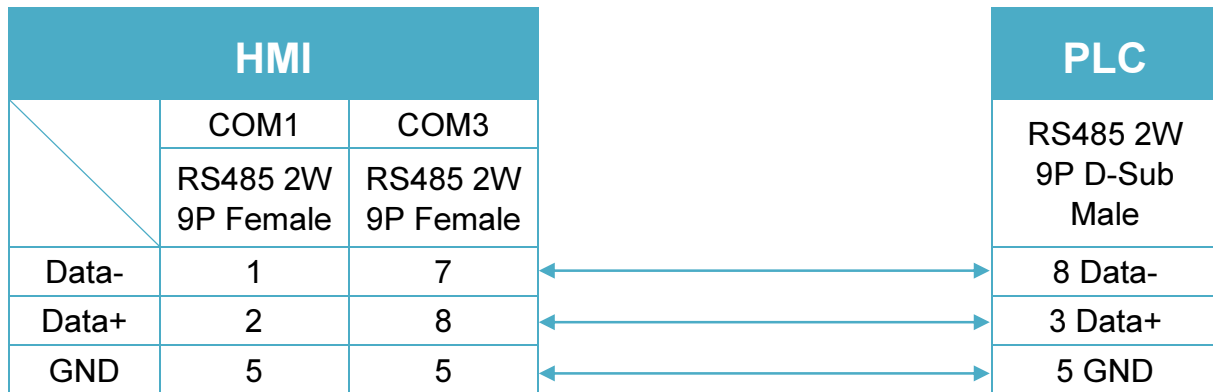 HMI PLC
COM1 COM3
RS485 2W RS485 2W RS485 2W
9P Female 9P Female 9P D-Sub
Male
Data- 1 7 8 Data-
Data+ 2 8 3 Data+
GND 5 5 5 GND